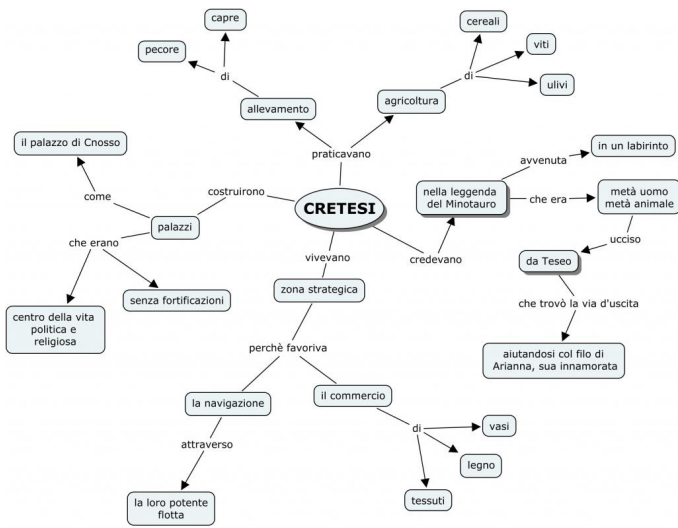 capre
cereali
pecore
viti
di
di
ulivi
allevamento
agricoltura
il palazzo di Cnosso
praticavano
in un labirinto
avvenuta
come
costruirono
CRETESI
nella leggenda
del Minotauro
che era
metà uomo
metà animale
palazzi
che erano
ucciso
vivevano
credevano
da Teseo
senza fortificazioni
zona strategica
che trovò la via d'uscita
centro della vita
politica e
religiosa
perchè favoriva
aiutandosi col filo di
Arianna, sua innamorata
la navigazione
il commercio
attraverso
di
vasi
legno
la loro potente
flotta
tessuti